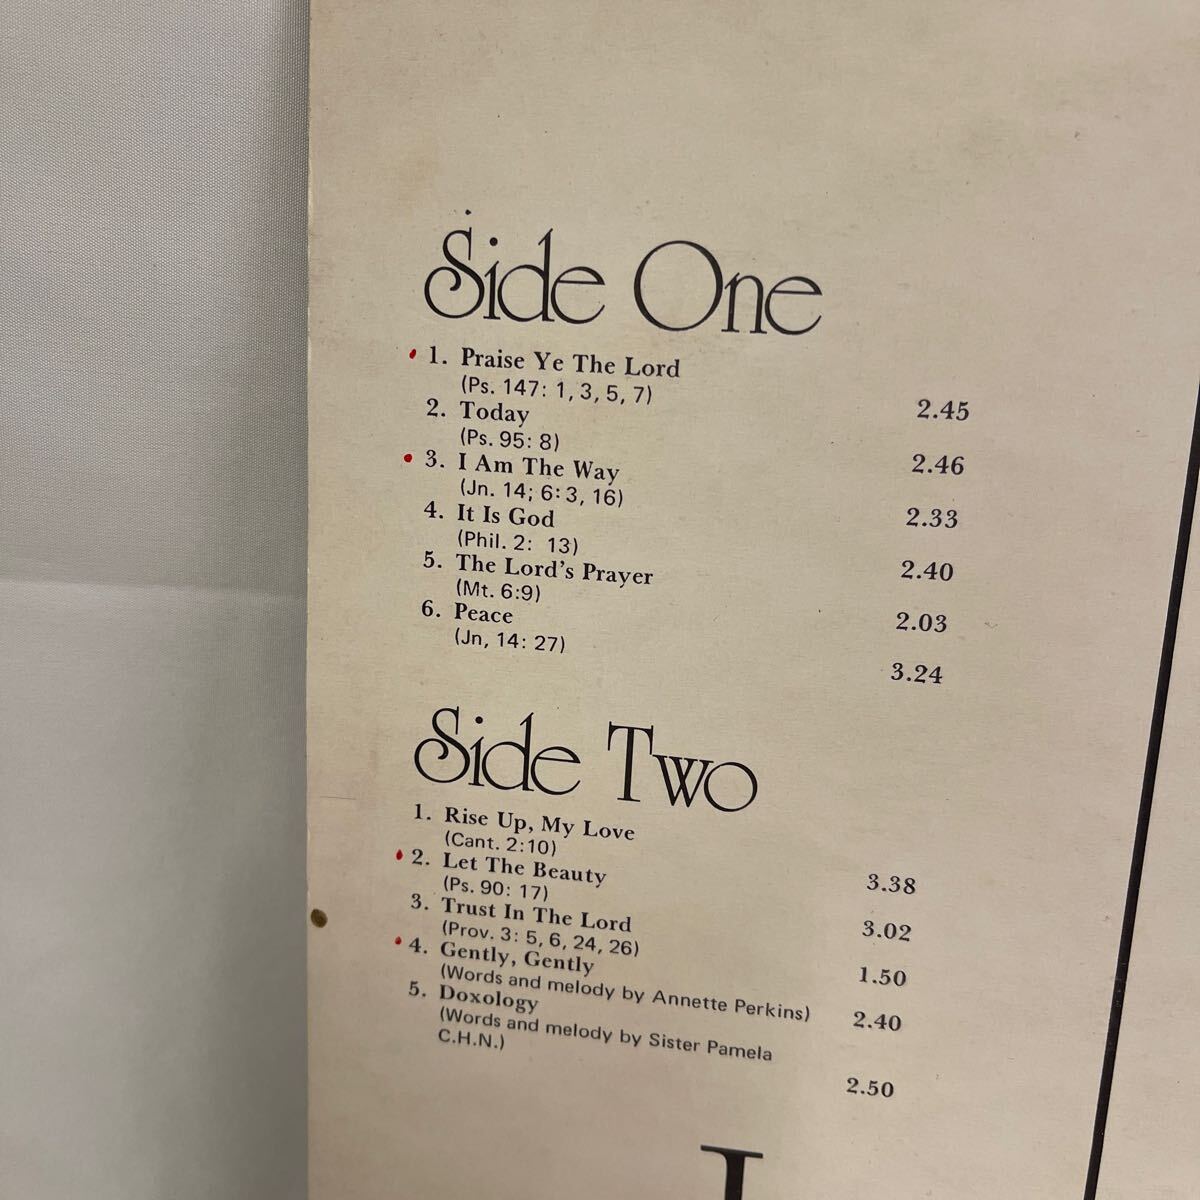 Side One
1. Praise Ye The Lord
(Ps. 147: 1, 3, 5, 7) 2.45
2. Today
(Ps. 95: 8) 2.46
3. I Am The Way
(Jn. 14; 6: 3, 16) 2.33
4. It Is God
(Phil. 2: 13) 2.40
5. The Lord's Prayer
(Mt. 6:9) 2.03
6. Peace
(Jn, 14: 27) 3.24
Side Two
1. Rise Up, My Love
(Cant. 2:10) 3.38
2. Let The Beauty
(Ps. 90: 17) 3.02
3. Trust In The Lord
(Prov. 3: 5, 6, 24, 26) 1.50
4. Gently, Gently
(Words and melody by Annette Perkins) 2.40
5. Doxology
(Words and melody by Sister Pamela
C.H.N.) 2.50